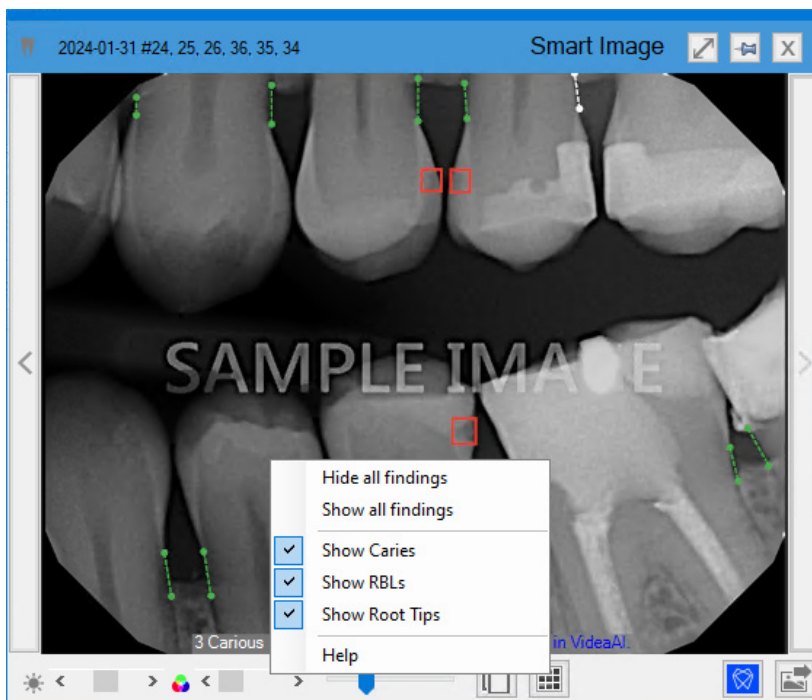 2024-01-31 #24, 25, 26, 36, 35, 34
Smart Image
X
SAMPLE IMAGE
Hide all findings
Show all findings
Show Caries
Show RBLs
Show Root Tips
Help
3 Carious
in VideaAI.